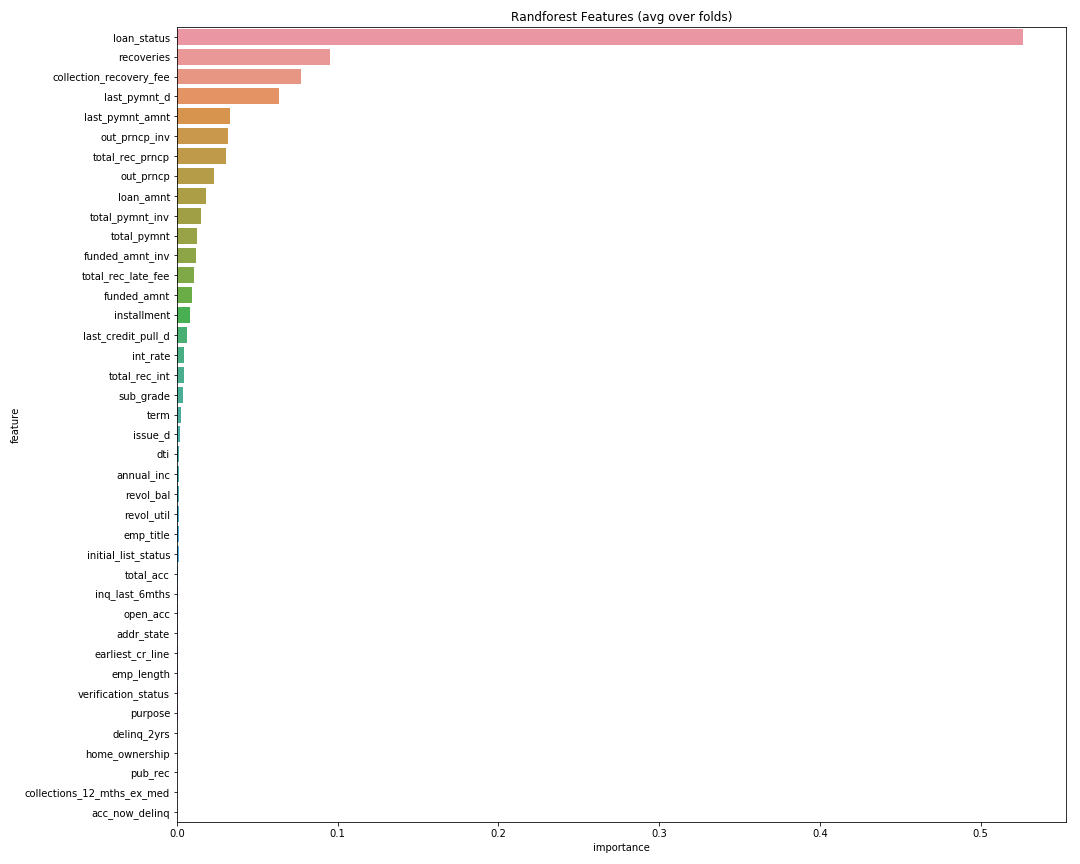 Randforest Features (avg over folds)
feature
loan_status
recoveries
collection_recovery_fee
last_pymnt_d
last_pymnt_amnt
out_prncp_inv
total_rec_prncp
out_prncp
loan_amnt
total_pymnt_inv
total_pymnt
funded_amnt_inv
total_rec_late_fee
funded_amnt
installment
last_credit_pull_d
int_rate
total_rec_int
sub_grade
term
issue_d
dti
annual_inc
revol_bal
revol_util
emp_title
initial_list_status
total_acc
inq_last_6mths
open_acc
addr_state
earliest_cr_line
emp_length
verification_status
purpose
delinq_2yrs
home_ownership
pub_rec
collections_12_mths_ex_med
acc_now_delinq
0.0 0.1 0.2 0.3 0.4 0.5
importance